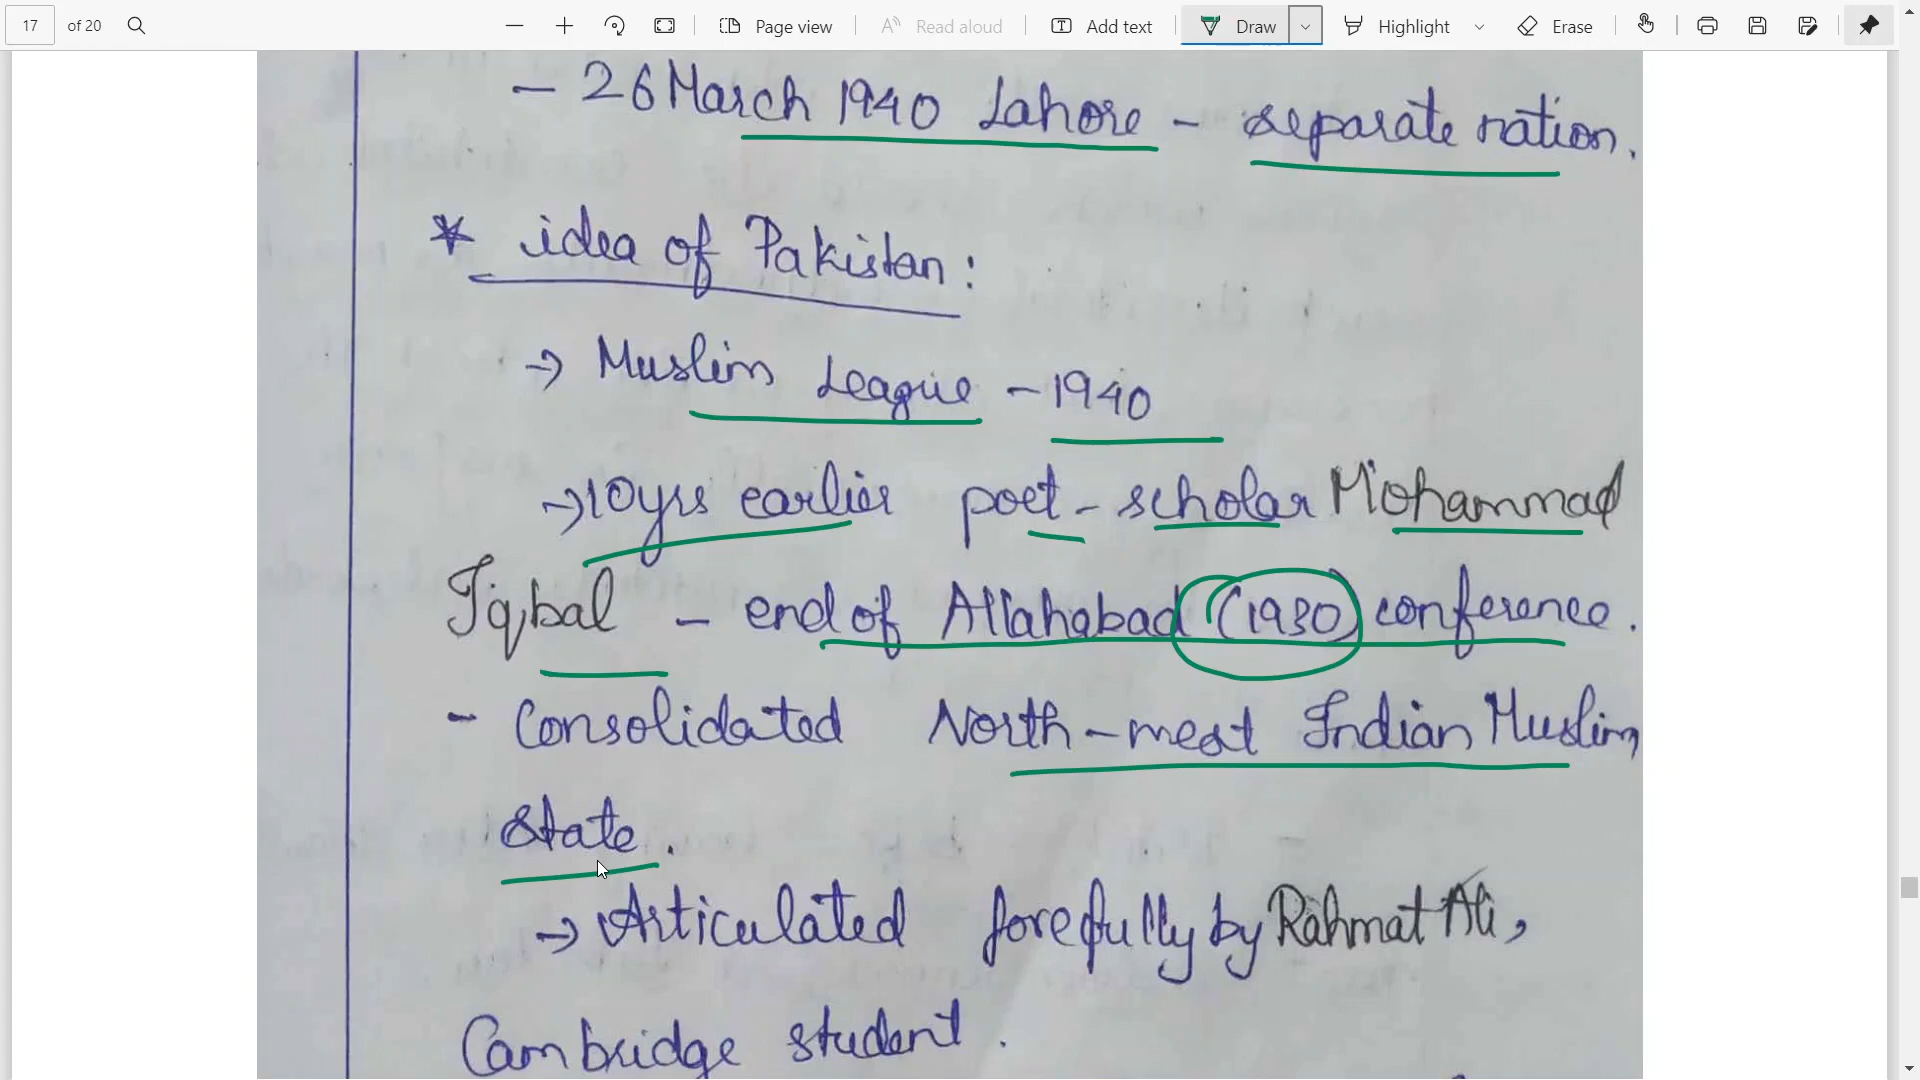 17 of 20 Page view Read aloud Add text Draw Highlight Erase
- 26 March 1940 Lahore - separate nation.
* idea of Pakistan:
→ Muslim League - 1940
→ 10yrs earlier poet - scholar Mohammad
Iqbal - end of Allahabad (1930) conference.
- Consolidated North-mest Indian Muslim
state.
→ Articulated forefully by Rahmat Ali,
Cambridge student.